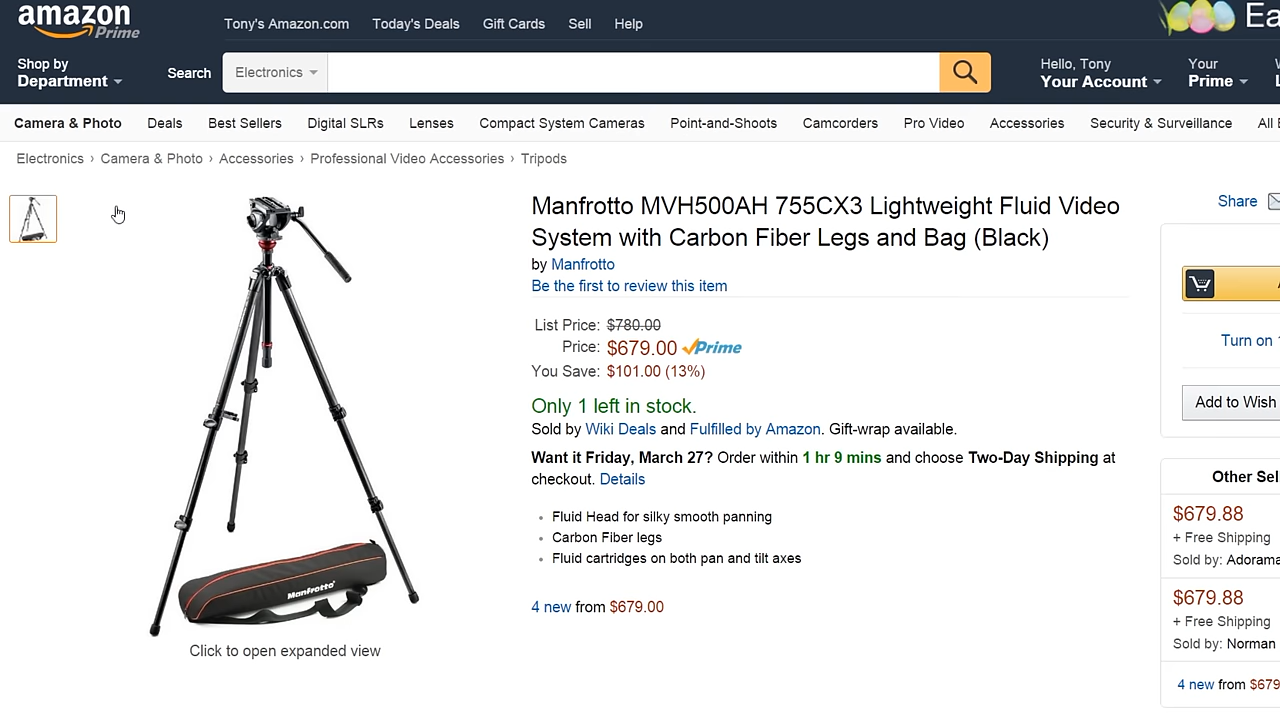 amazon
Prime
Tony's Amazon.com Today's Deals Gift Cards Sell Help
Shop by
Department
Search Electronics
Hello, Tony
Your Account
Your
Prime
Camera & Photo Deals Best Sellers Digital SLRs Lenses Compact System Cameras Point-and-Shoots Camcorders Pro Video Accessories Security & Surveillance All
Electronics › Camera & Photo › Accessories › Professional Video Accessories › Tripods
Manfrotto MVH500AH 755CX3 Lightweight Fluid Video
System with Carbon Fiber Legs and Bag (Black)
by Manfrotto
Be the first to review this item
List Price: $780.00
Price: $679.00 Prime
You Save: $101.00 (13%)
Only 1 left in stock.
Sold by Wiki Deals and Fulfilled by Amazon. Gift-wrap available.
Want it Friday, March 27? Order within 1 hr 9 mins and choose Two-Day Shipping at
checkout. Details
• Fluid Head for silky smooth panning
• Carbon Fiber legs
• Fluid cartridges on both pan and tilt axes
4 new from $679.00
Manfrotto
Click to open expanded view
Share
Turn on
Add to Wish
Other Sel
$679.88
+ Free Shipping
Sold by: Adorama
$679.88
+ Free Shipping
Sold by: Norman
4 new from $679